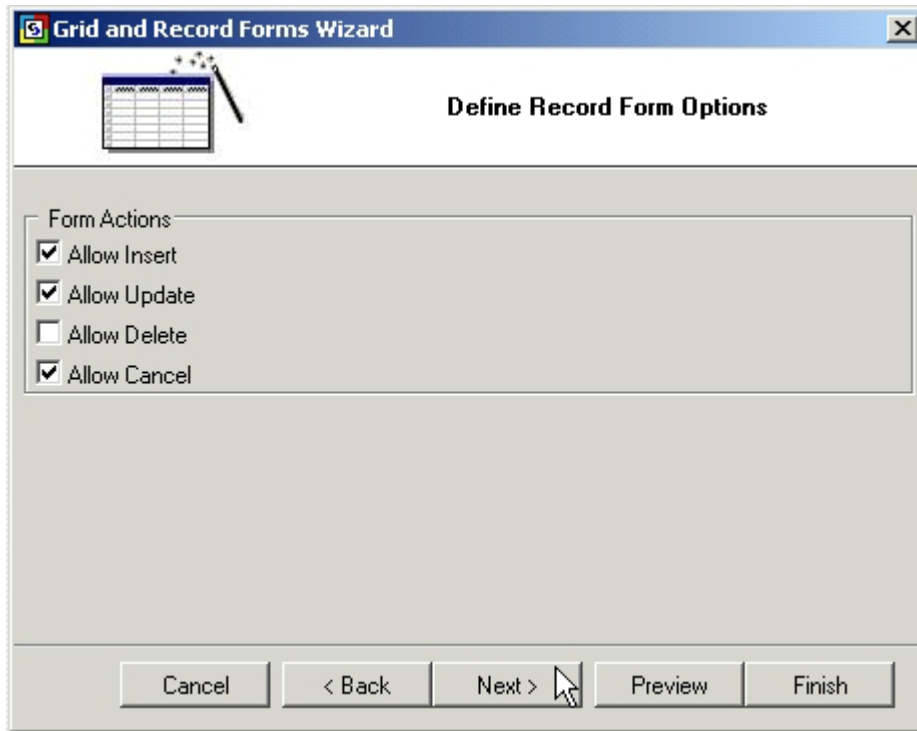 Grid and Record Forms Wizard
Define Record Form Options
Form Actions
Allow Insert
Allow Update
Allow Delete
Allow Cancel
Cancel < Back Next > Preview Finish